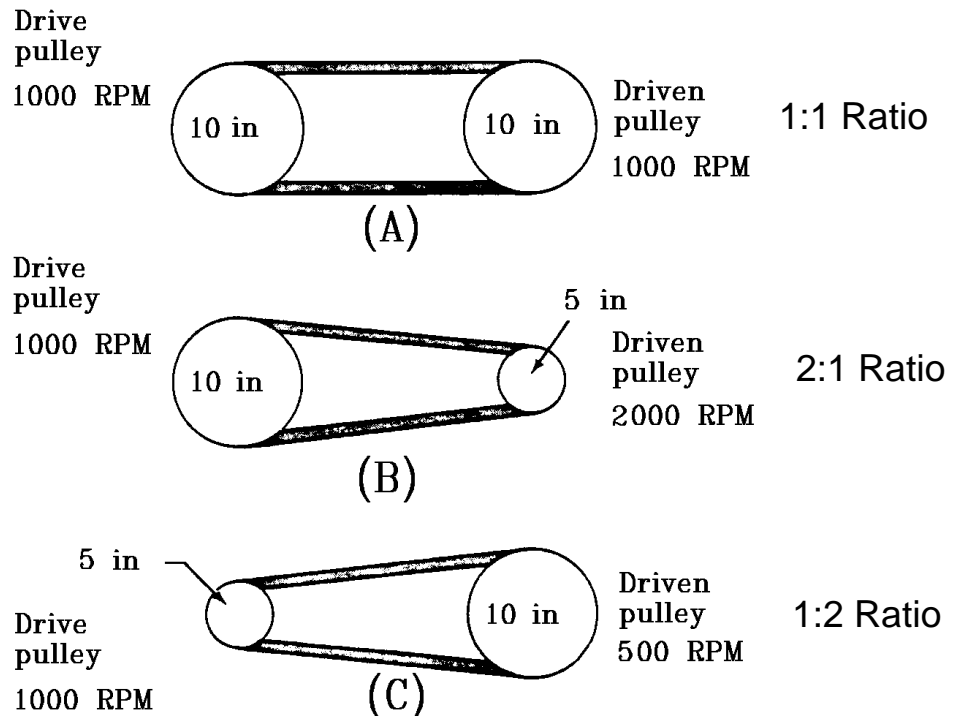 Drive
pulley
1000 RPM
10 in
10 in
Driven
pulley
1000 RPM
1:1 Ratio
(A)
Drive
pulley
1000 RPM
10 in
5 in
Driven
pulley
2000 RPM
2:1 Ratio
(B)
5 in
Drive
pulley
1000 RPM
10 in
Driven
pulley
500 RPM
1:2 Ratio
(C)